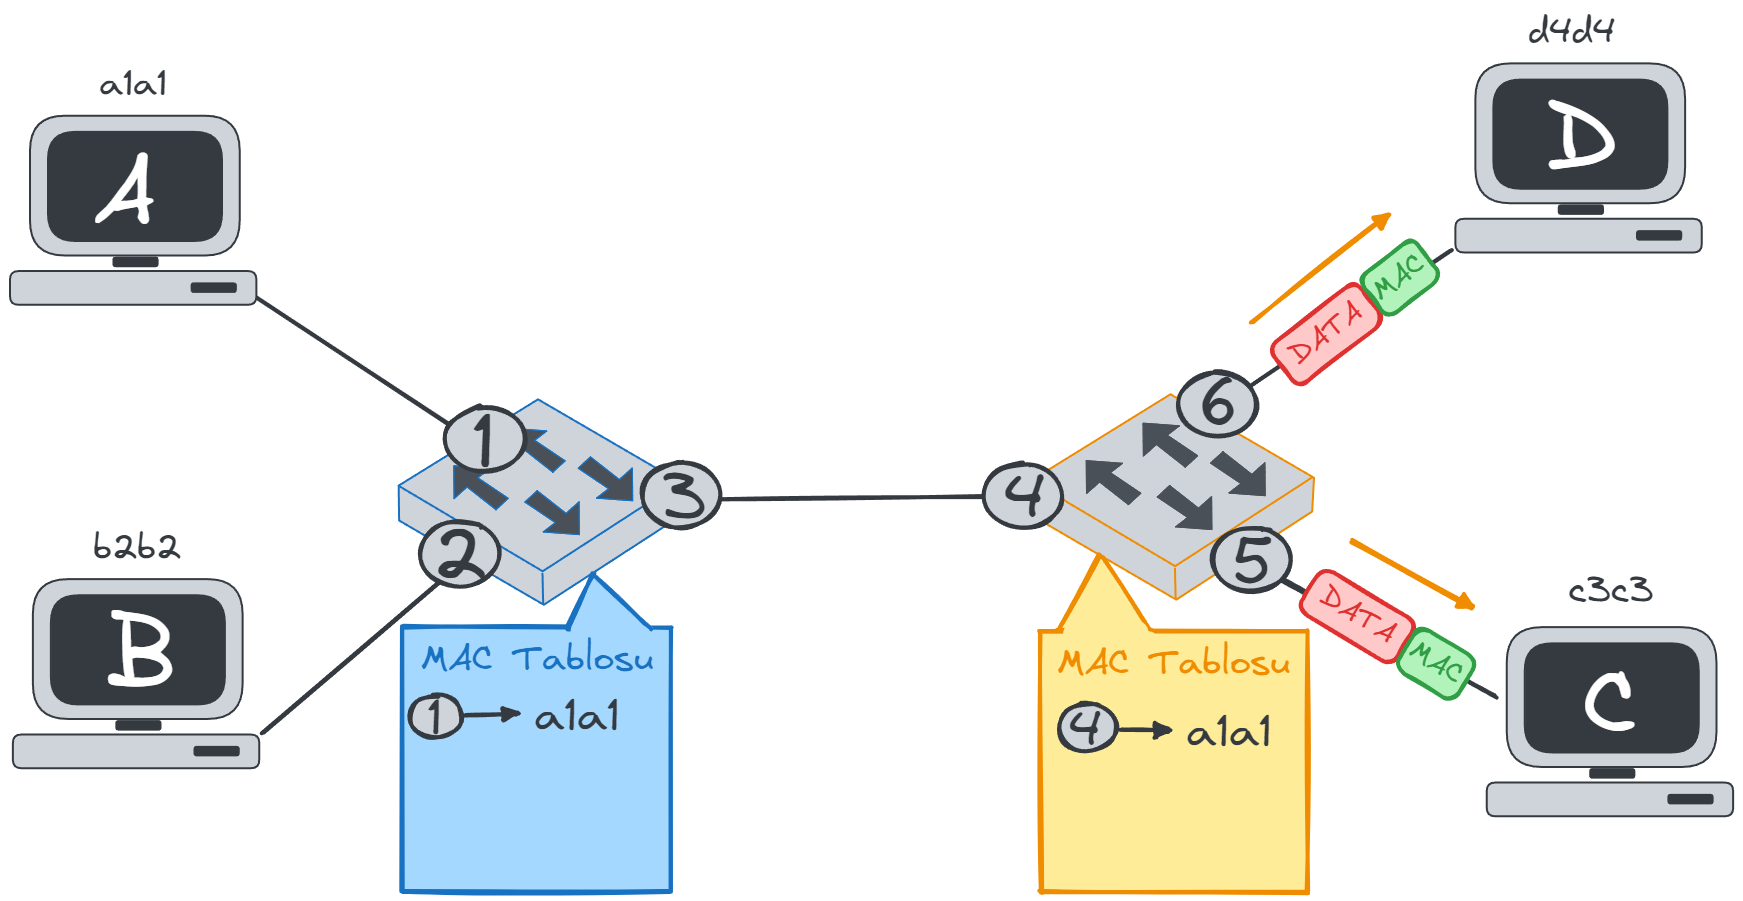 d4d4
D
a1a1
A
MAC
DATA
6
1
3
4
2
5
b2b2
B
DATA
MAC
c3c3
C
MAC Tablosu
1 → a1a1
MAC Tablosu
4 → a1a1